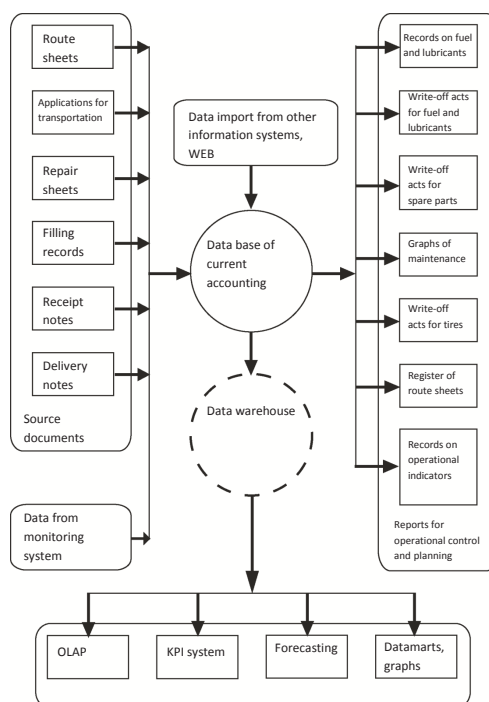 Route
sheets
Applications for
transportation
Repair
sheets
Filling
records
Receipt
notes
Delivery
notes
Source
documents
Data from
monitoring
system
Data import from other
information systems,
WEB
Data base of
current
accounting
Data warehouse
Records on fuel
and lubricants
Write-off acts
for fuel and
lubricants
Write-off
acts for
spare parts
Graphs of
maintenance
Write-off
acts for tires
Register of
route sheets
Records on
operational
indicators
Reports for
operational control
and planning
OLAP
KPI system
Forecasting
Datamarts,
graphs